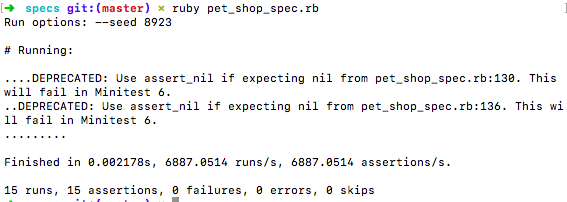 [➜ specs git:(master) × ruby pet_shop_spec.rb ]
Run options: --seed 8923
# Running:
....DEPRECATED: Use assert_nil if expecting nil from pet_shop_spec.rb:130. This
will fail in Minitest 6.
..DEPRECATED: Use assert_nil if expecting nil from pet_shop_spec.rb:136. This wi
ll fail in Minitest 6.
.........
Finished in 0.002178s, 6887.0514 runs/s, 6887.0514 assertions/s.
15 runs, 15 assertions, 0 failures, 0 errors, 0 skips